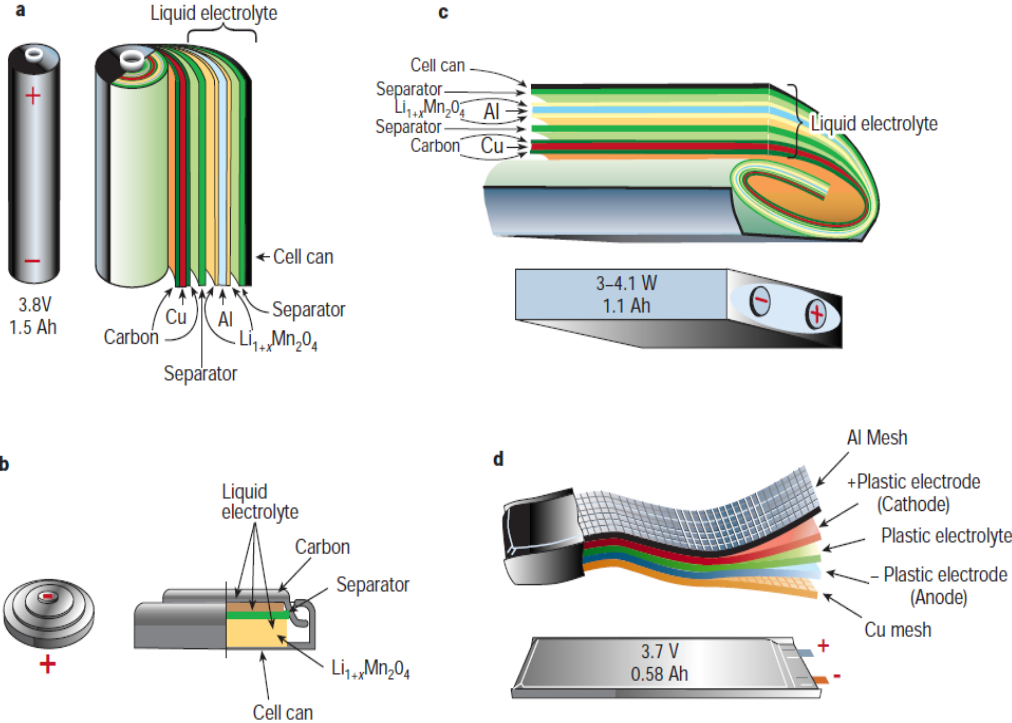 a
Liquid electrolyte
+
−
3.8V
1.5 Ah
Cell can
Cu
Al
Separator
Carbon
Li₁₊ₓMn₂O₄
Separator
b
Liquid
electrolyte
Carbon
Separator
Li₁₊ₓMn₂O₄
Cell can
-
+
c
Cell can
Separator
Li₁₊ₓMn₂O₄ Al
Separator
Carbon Cu
Liquid electrolyte
3–4.1 W
1.1 Ah
− +
d
Al Mesh
+Plastic electrode
(Cathode)
Plastic electrolyte
– Plastic electrode
(Anode)
Cu mesh
3.7 V
0.58 Ah
+
-